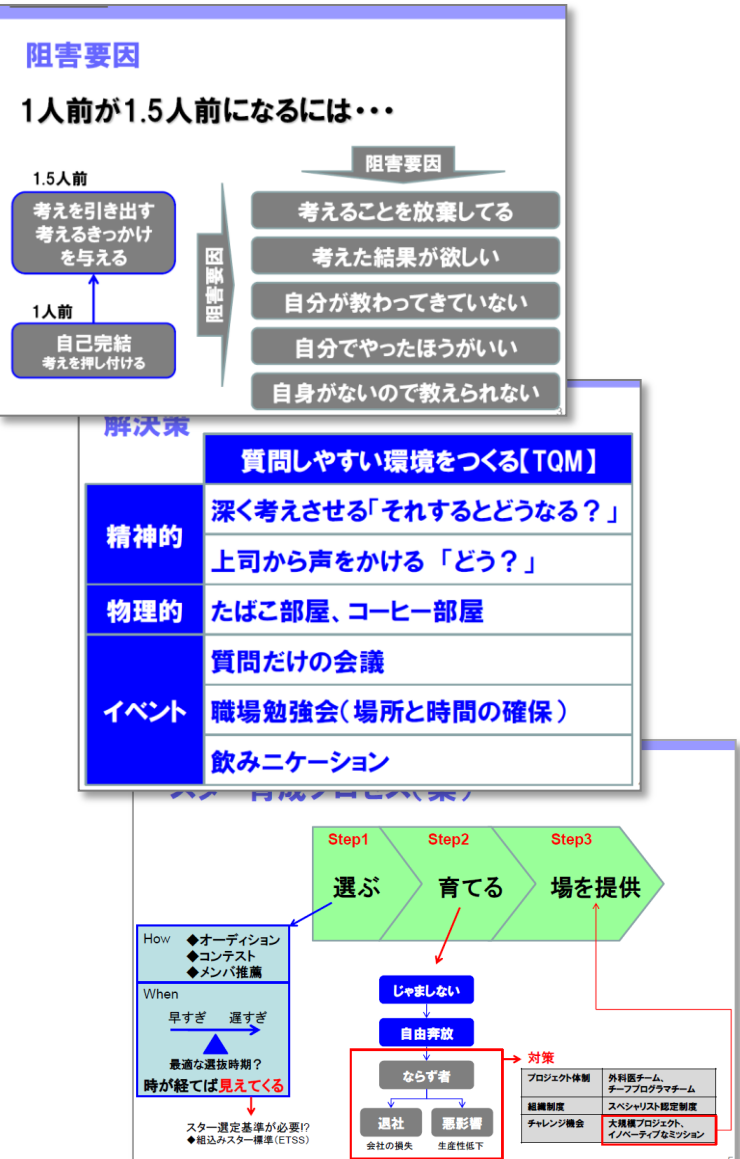 阻害要因
1人前が1.5人前になるには・・・
1.5人前
考えを引き出す
考えるきっかけ
を与える
1人前
自己完結
考えを押し付ける
阻害要因
阻害要因
考えることを放棄してる
考えた結果が欲しい
自分が教わってきていない
自分でやったほうがいい
自身がないので教えられない
解決策
質問しやすい環境をつくる【TQM】
精神的
深く考えさせる「それするとどうなる？」
上司から声をかける 「どう？」
物理的
たばこ部屋、コーヒー部屋
イベント
質問だけの会議
職場勉強会（場所と時間の確保）
飲みニケーション
スター育成プロセス（案）
Step1
選ぶ
Step2
育てる
Step3
場を提供
How ◆オーディション
◆コンテスト
◆メンバ推薦
When
早すぎ 遅すぎ
最適な選抜時期？
時が経てば見えてくる
スター選定基準が必要!?
◆組込みスター標準(ETSS)
じゃましない
自由奔放
ならず者
退社
会社の損失
悪影響
生産性低下
対策
プロジェクト体制
外科医チーム、
チーフプログラマチーム
組織制度
スペシャリスト認定制度
チャレンジ機会
大規模プロジェクト、
イノベーティブなミッション